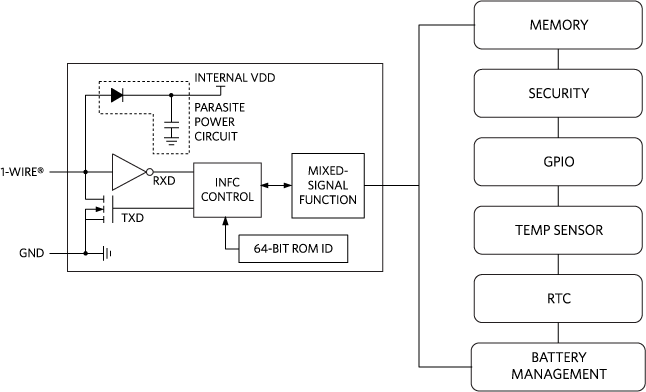 INTERNAL VDD
PARASITE
POWER
CIRCUIT
1-WIRE®
RXD
TXD
GND
INFC
CONTROL
64-BIT ROM ID
MIXED-
SIGNAL
FUNCTION
MEMORY
SECURITY
GPIO
TEMP SENSOR
RTC
BATTERY
MANAGEMENT